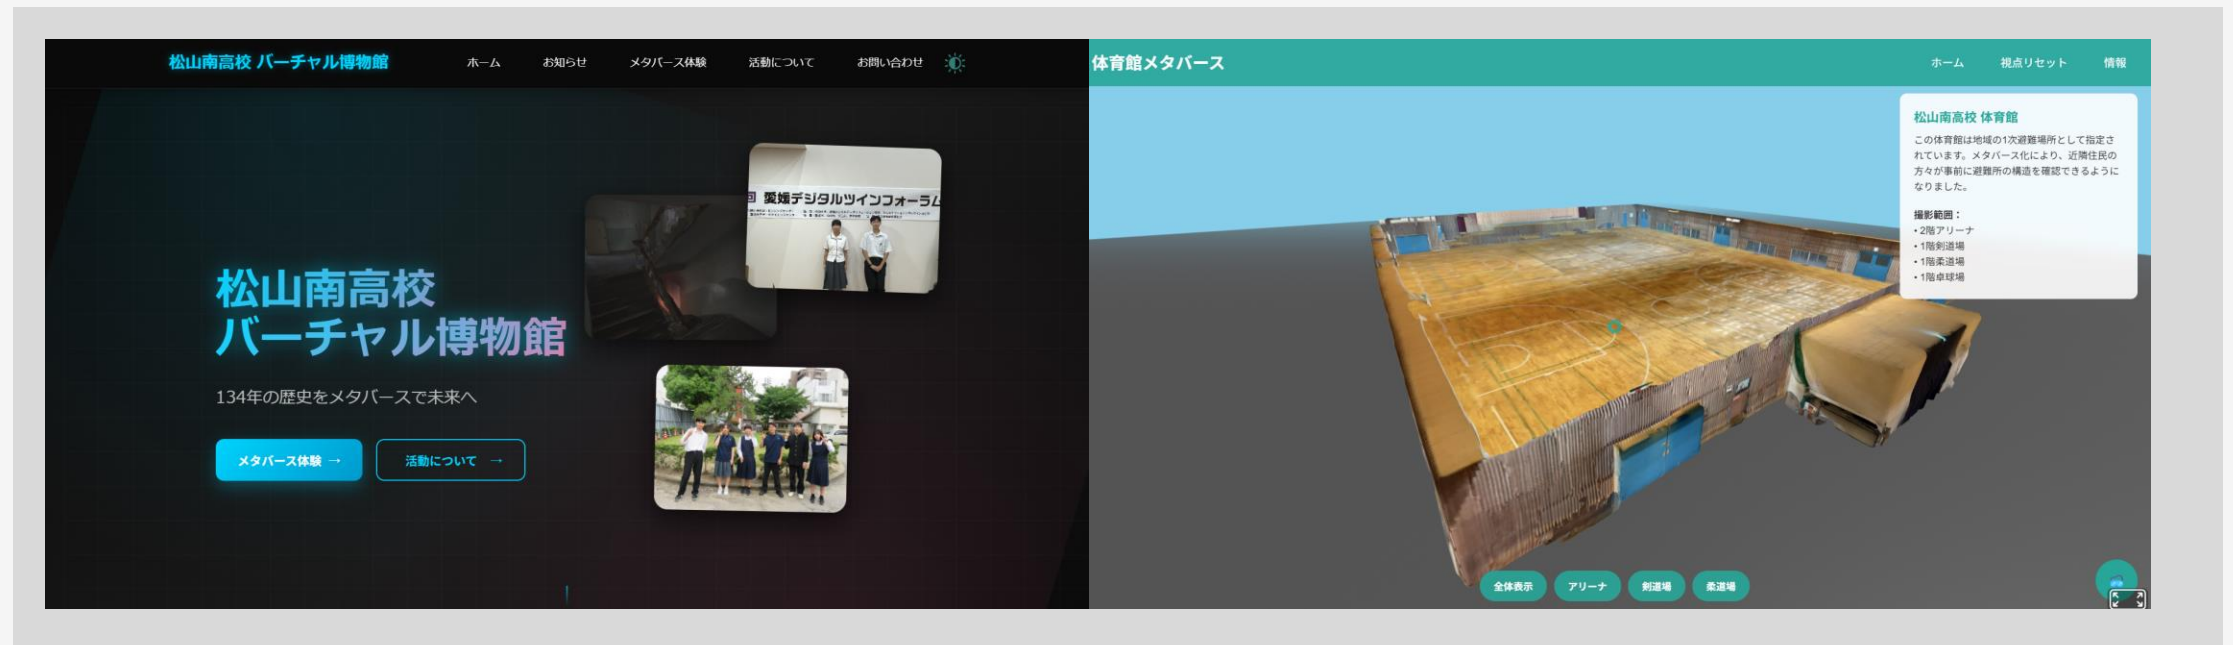 松山南高校 バーチャル博物館
ホーム
お知らせ
メタバース体験
活動について
お問い合わせ
愛媛デジタルツインフォーラム
松山南高校
バーチャル博物館
134年の歴史をメタバースで未来へ
メタバース体験 →
活動について →
体育館メタバース
ホーム
視点リセット
情報
松山南高校 体育館
この体育館は地域の1次避難場所として指定さ
れています。メタバース化により、近隣住民の
方々が事前に避難所の構造を確認できるように
なりました。
撮影範囲：
• 2階アリーナ
• 1階剣道場
• 1階柔道場
• 1階卓球場
全体表示
アリーナ
剣道場
柔道場